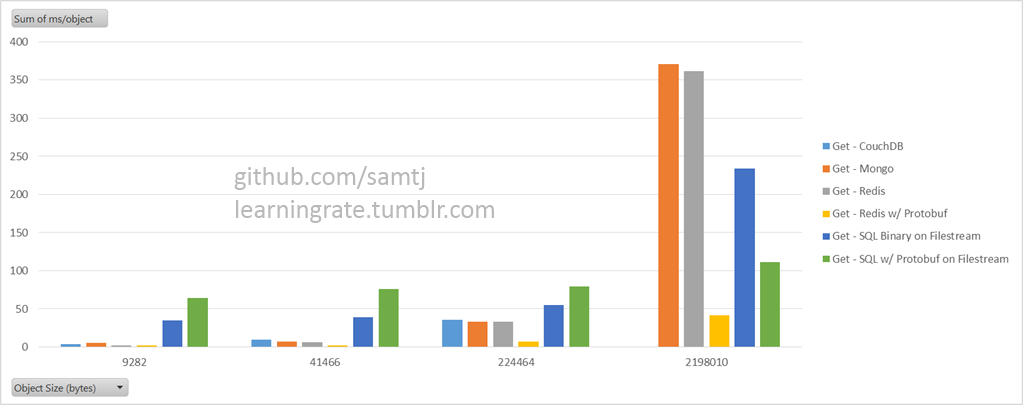 Sum of ms/object
400
350
300
250
200
150
100
50
0
github.com/samtj
learningrate.tumblr.com
9282
41466
224464
2198010
Get - CouchDB
Get - Mongo
Get - Redis
Get - Redis w/ Protobuf
Get - SQL Binary on Filestream
Get - SQL w/ Protobuf on Filestream
Object Size (bytes)